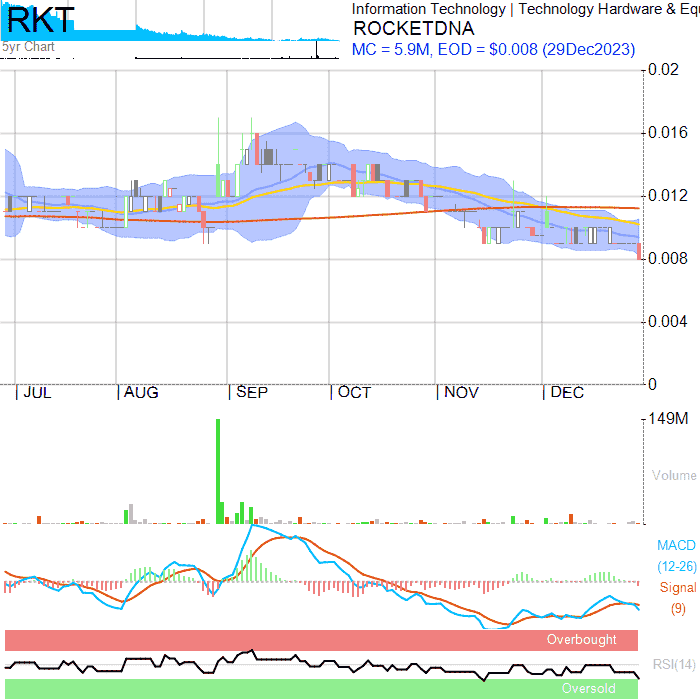 RKT
5yr Chart
Information Technology | Technology Hardware & Equ
ROCKETDNA
MC = 5.9M, EOD = $0.008 (29Dec2023)
0.02
0.016
0.012
0.008
0.004
0
JUL AUG SEP OCT NOV DEC
149M
Volume
MACD
(12-26)
Signal
(9)
Overbought
RSI(14)
Oversold